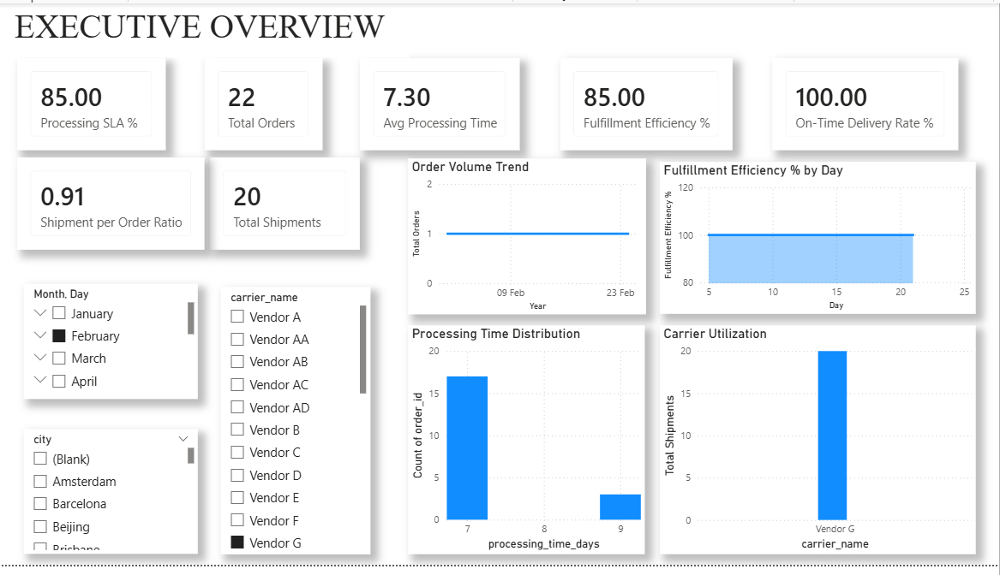 EXECUTIVE OVERVIEW
85.00
Processing SLA %
22
Total Orders
7.30
Avg Processing Time
85.00
Fulfillment Efficiency %
100.00
On-Time Delivery Rate %
0.91
Shipment per Order Ratio
20
Total Shipments
Order Volume Trend
Total Orders
2
1
0
09 Feb 23 Feb
Year
Fulfillment Efficiency % by Day
Fulfillment Efficiency %
120
100
80
5 10 15 20 25
Day
Month, Day
January
February
March
April
city
(Blank)
Amsterdam
Barcelona
Beijing
Brisbane
carrier_name
Vendor A
Vendor AA
Vendor AB
Vendor AC
Vendor AD
Vendor B
Vendor C
Vendor D
Vendor E
Vendor F
Vendor G
Processing Time Distribution
Count of order_id
20
15
10
5
0
7 8 9
processing_time_days
Carrier Utilization
Total Shipments
20
15
10
5
0
Vendor G
carrier_name